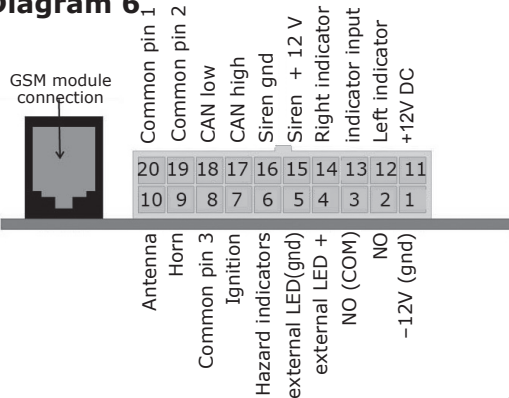 Diagram 6
GSM module
connection
Common pin 1
Common pin 2
CAN low
CAN high
Siren gnd
Siren + 12 V
Right indicator
indicator input
Left indicator
+12V DC
20 19 18 17 16 15 14 13 12 11
10 9 8 7 6 5 4 3 2 1
Antenna
Horn
Common pin 3
Ignition
Hazard indicators
external LED(gnd)
external LED +
NO (COM)
NO
–12V (gnd)